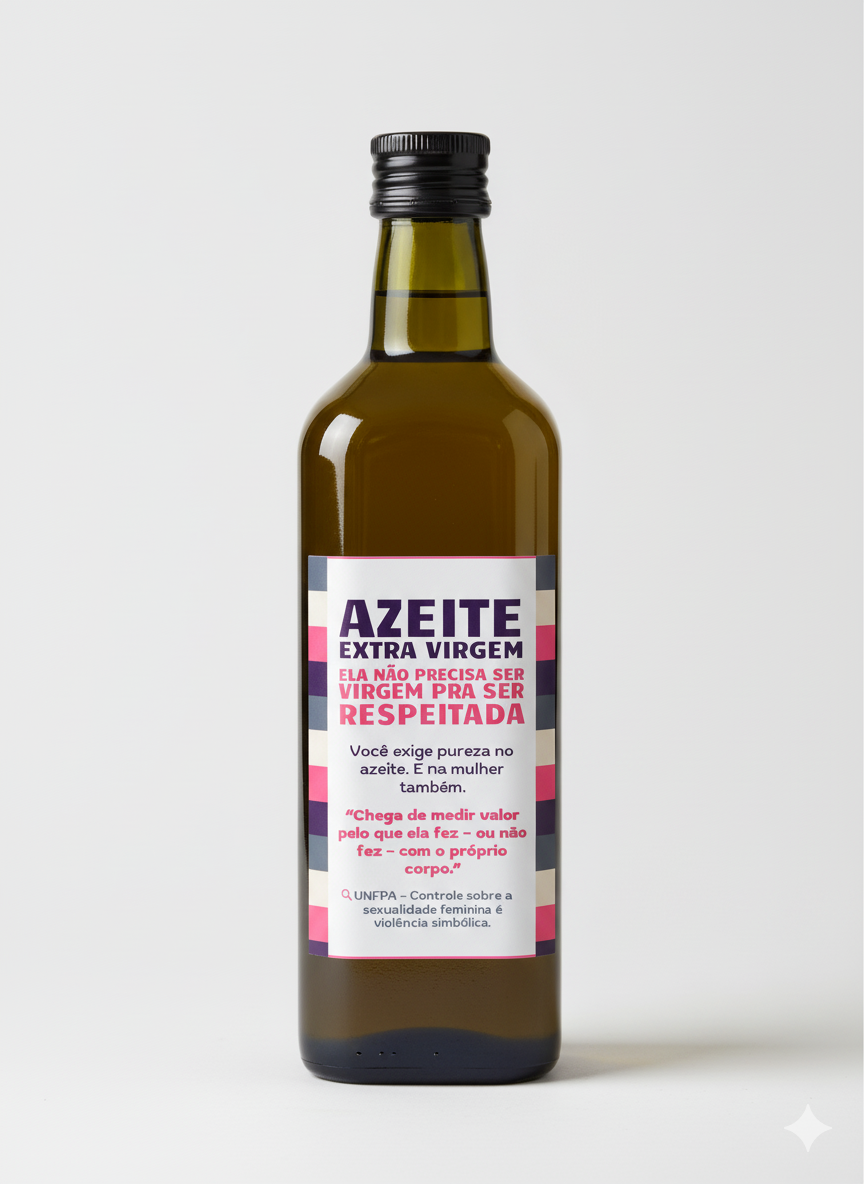 AZEITE
EXTRA VIRGEM
ELA NÃO PRECISA SER
VIRGEM PRA SER
RESPEITADA
Você exige pureza no
azeite. E na mulher
também.
“Chega de medir valor
pelo que ela fez – ou não
fez – com o próprio
corpo.”
UNFPA – Controle sobre a
sexualidade feminina é
violência simbólica.